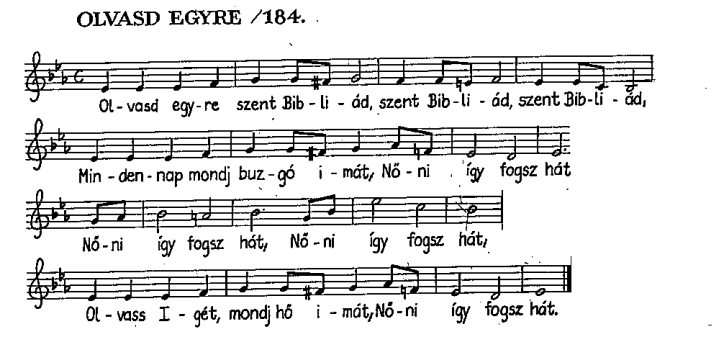 OLVASD EGYRE /184.
Ol-vasd egy-re szent Bib-li-ád, szent Bib-li-ád, szent Bib-li-ád,
Min-den-nap mondj buz-gó i-mát, Nő-ni így fogsz hát
Nő-ni így fogsz hát, Nő-ni így fogsz hát,
Ol-vass I-gét, mondj hő i-mát, Nő-ni így fogsz hát.